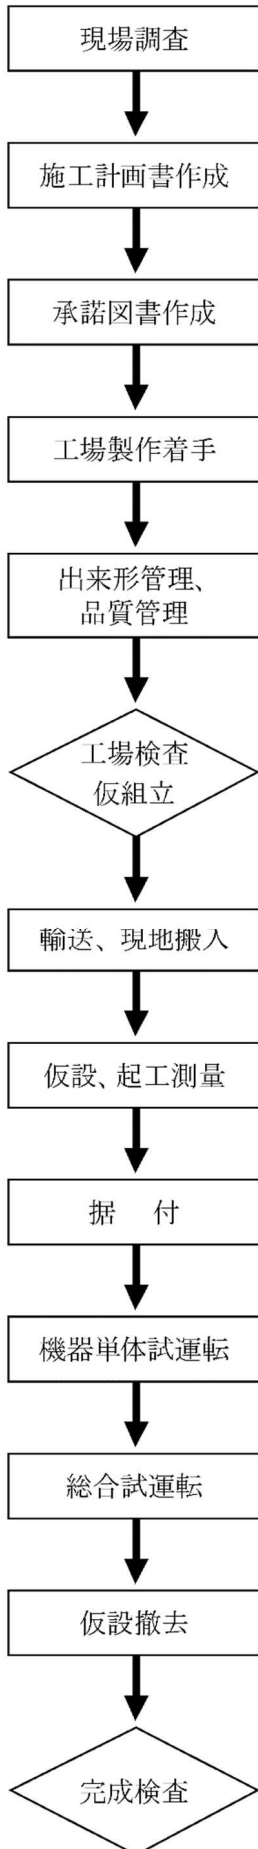 現場調査
施工計画書作成
承諾図書作成
工場製作着手
出来形管理、
品質管理
工場検査
仮組立
輸送、現地搬入
仮設、起工測量
据　付
機器単体試運転
総合試運転
仮設撤去
完成検査